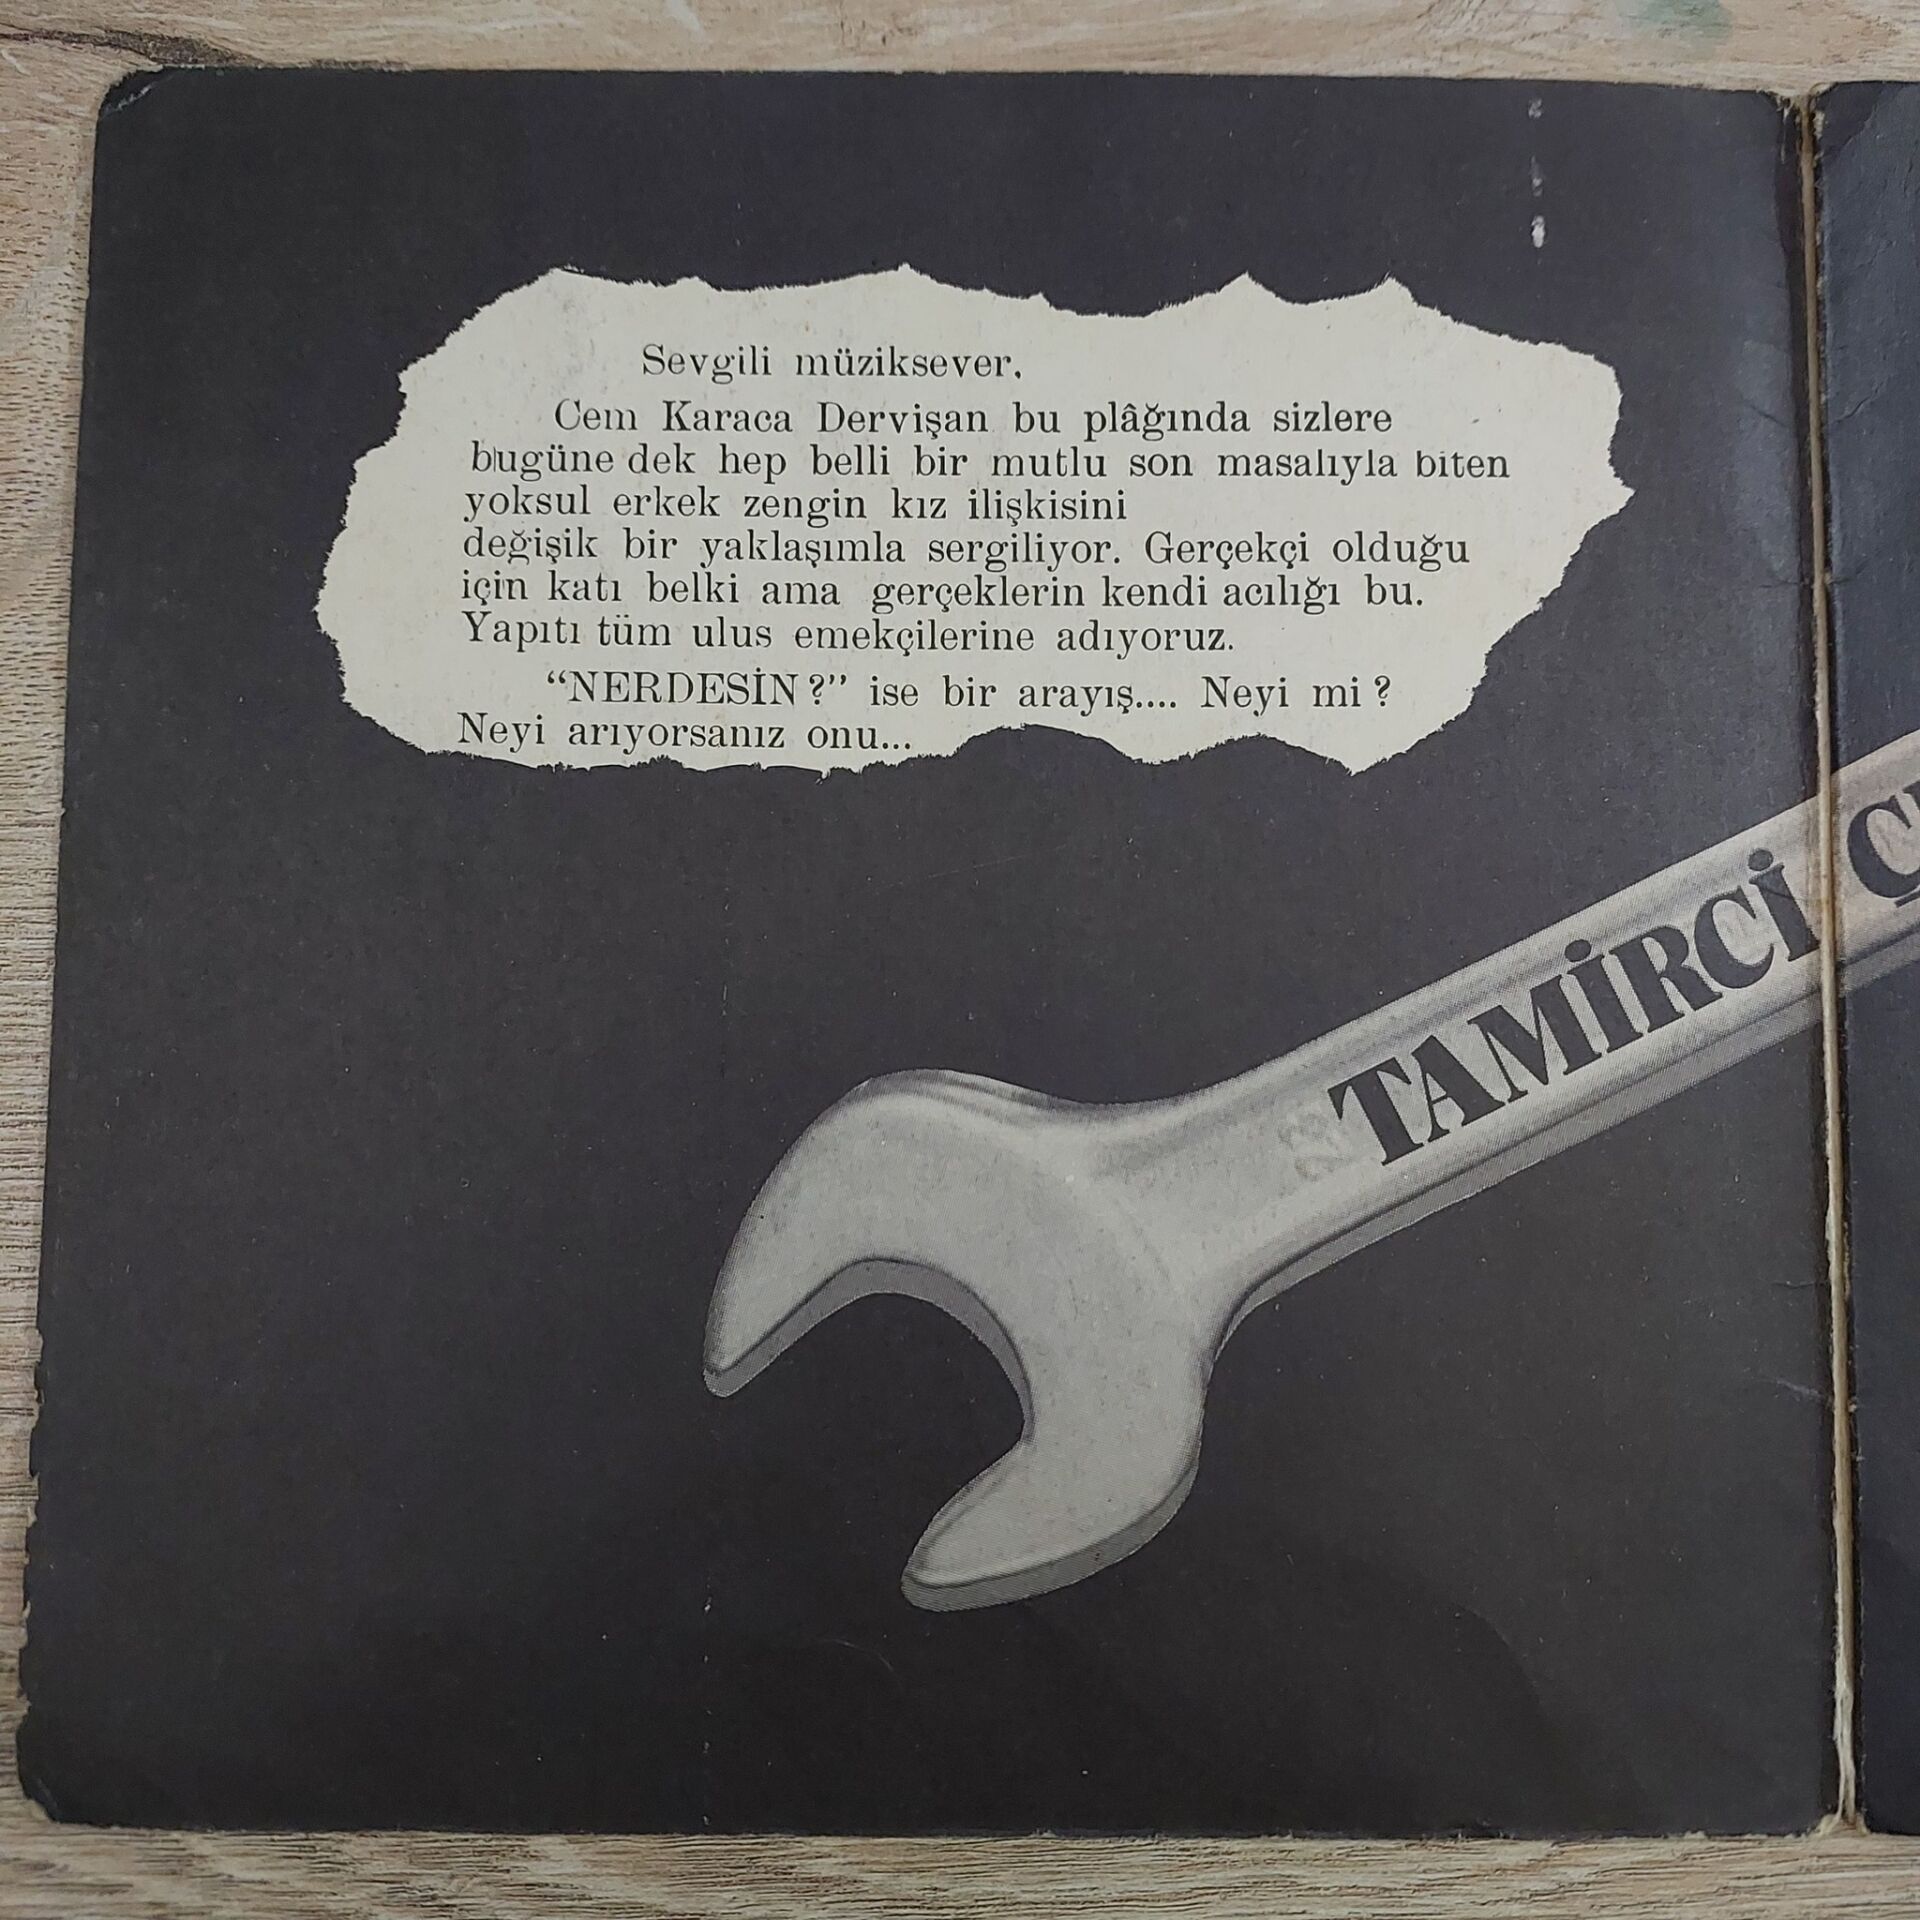 Sevgili müziksever,
Cem Karaca Dervişan bu plâğında sizlere
bugüne dek hep belli bir mutlu son masalıyla biten
yoksul erkek zengin kız ilişkisini
değişik bir yaklaşımla sergiliyor. Gerçekçi olduğu
için katı belki ama gerçeklerin kendi acılığı bu.
Yapıtı tüm ulus emekçilerine adıyoruz.
“NERDESİN?” ise bir arayış.... Neyi mi?
Neyi arıyorsanız onu...
TAMİRCİ